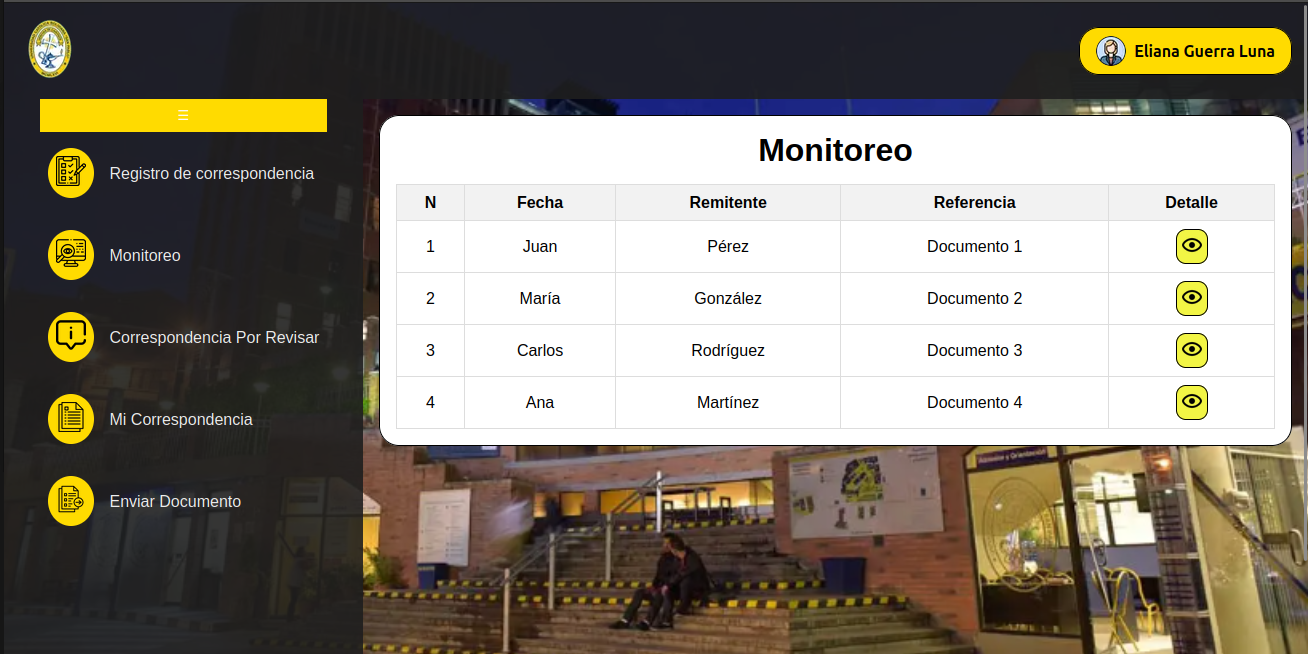 Eliana Guerra Luna
☰
Registro de correspondencia
Monitoreo
Correspondencia Por Revisar
Mi Correspondencia
Enviar Documento
Monitoreo
N Fecha Remitente Referencia Detalle
1 Juan Pérez Documento 1
2 María González Documento 2
3 Carlos Rodríguez Documento 3
4 Ana Martínez Documento 4